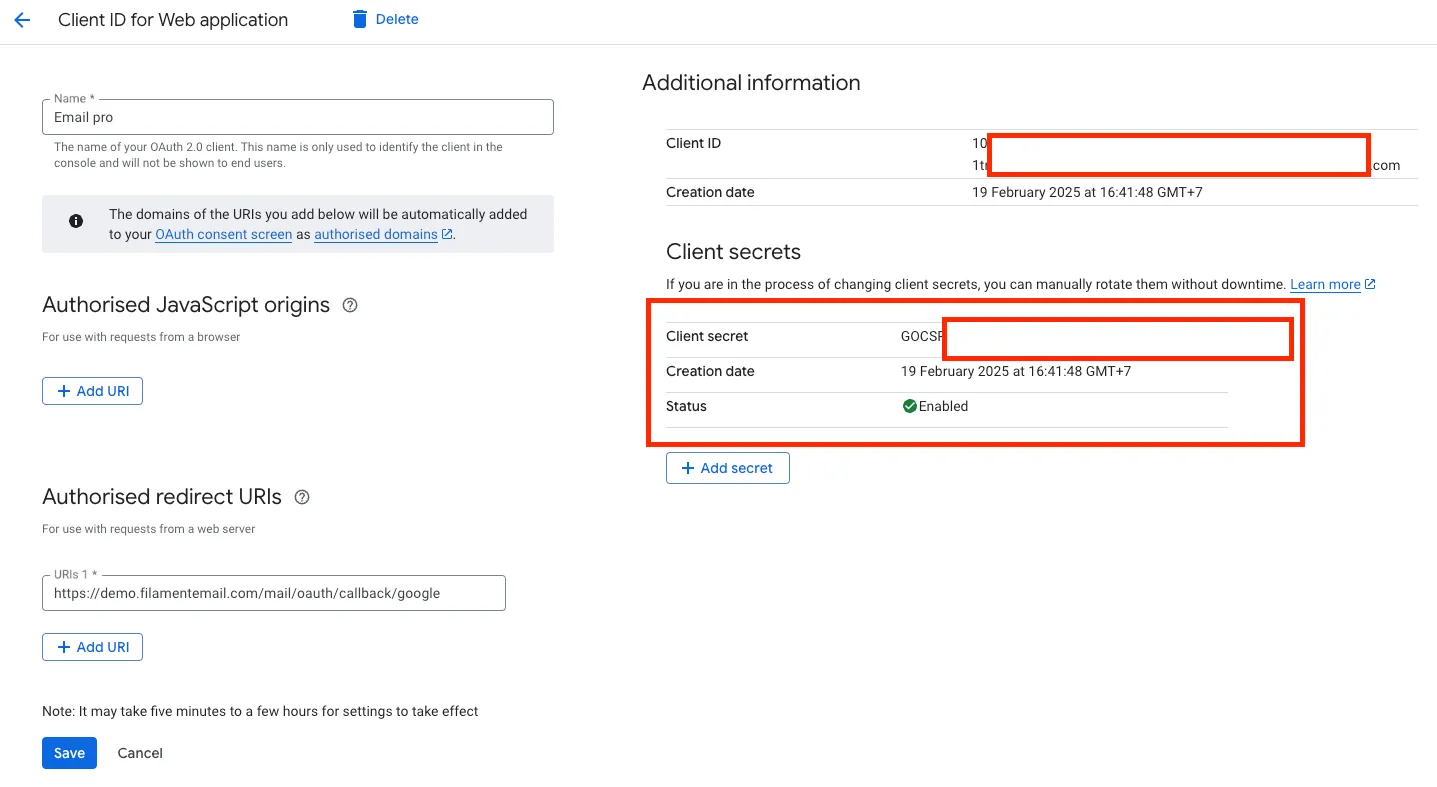 Client ID for Web application
Delete
Name *
Email pro
The name of your OAuth 2.0 client. This name is only used to identify the client in the
console and will not be shown to end users.
The domains of the URIs you add below will be automatically added
to your OAuth consent screen as authorised domains.
Authorised JavaScript origins
For use with requests from a browser
+ Add URI
Authorised redirect URIs
For use with requests from a web server
URIs 1 *
https://demo.filamentemail.com/mail/oauth/callback/google
+ Add URI
Note: It may take five minutes to a few hours for settings to take effect
Save
Cancel
Additional information
Client ID
10
1tr
com
Creation date
19 February 2025 at 16:41:48 GMT+7
Client secrets
If you are in the process of changing client secrets, you can manually rotate them without downtime. Learn more
Client secret
GOCSP
Creation date
19 February 2025 at 16:41:48 GMT+7
Status
Enabled
+ Add secret